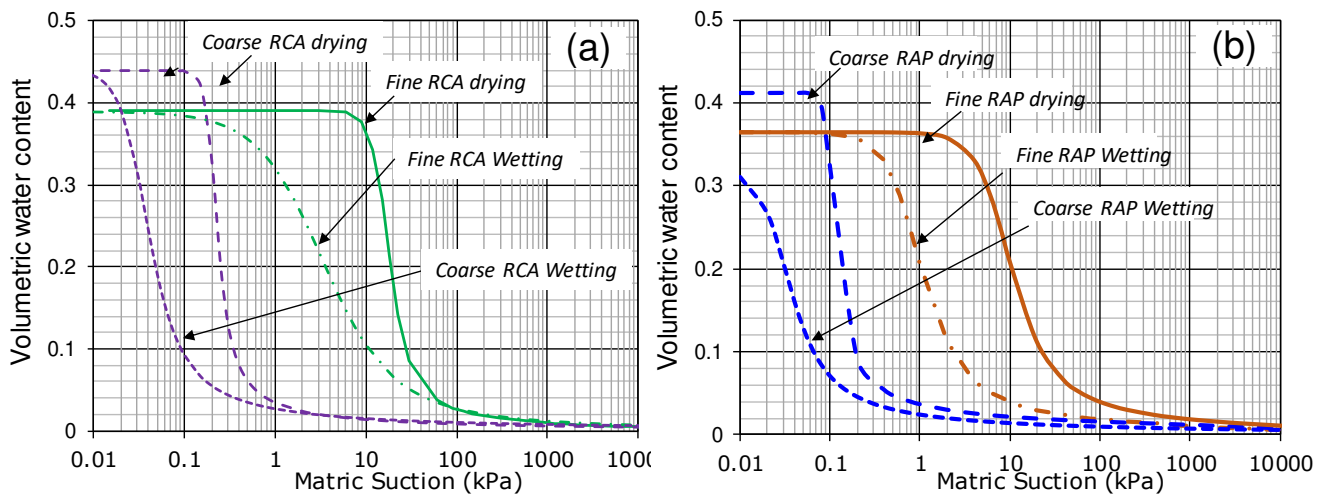 0.5
0.4
0.3
0.2
0.1
0
Volumetric water content
(a)
Coarse RCA drying
Fine RCA drying
Fine RCA Wetting
Coarse RCA Wetting
0.01 0.1 1 10 100 1000 1000
Matric Suction (kPa)
0.5
0.4
0.3
0.2
0.1
0
Volumetric water content
(b)
Coarse RAP drying
Fine RAP drying
Fine RAP Wetting
Coarse RAP Wetting
0.01 0.1 1 10 100 1000 10000
Matric Suction (kPa)